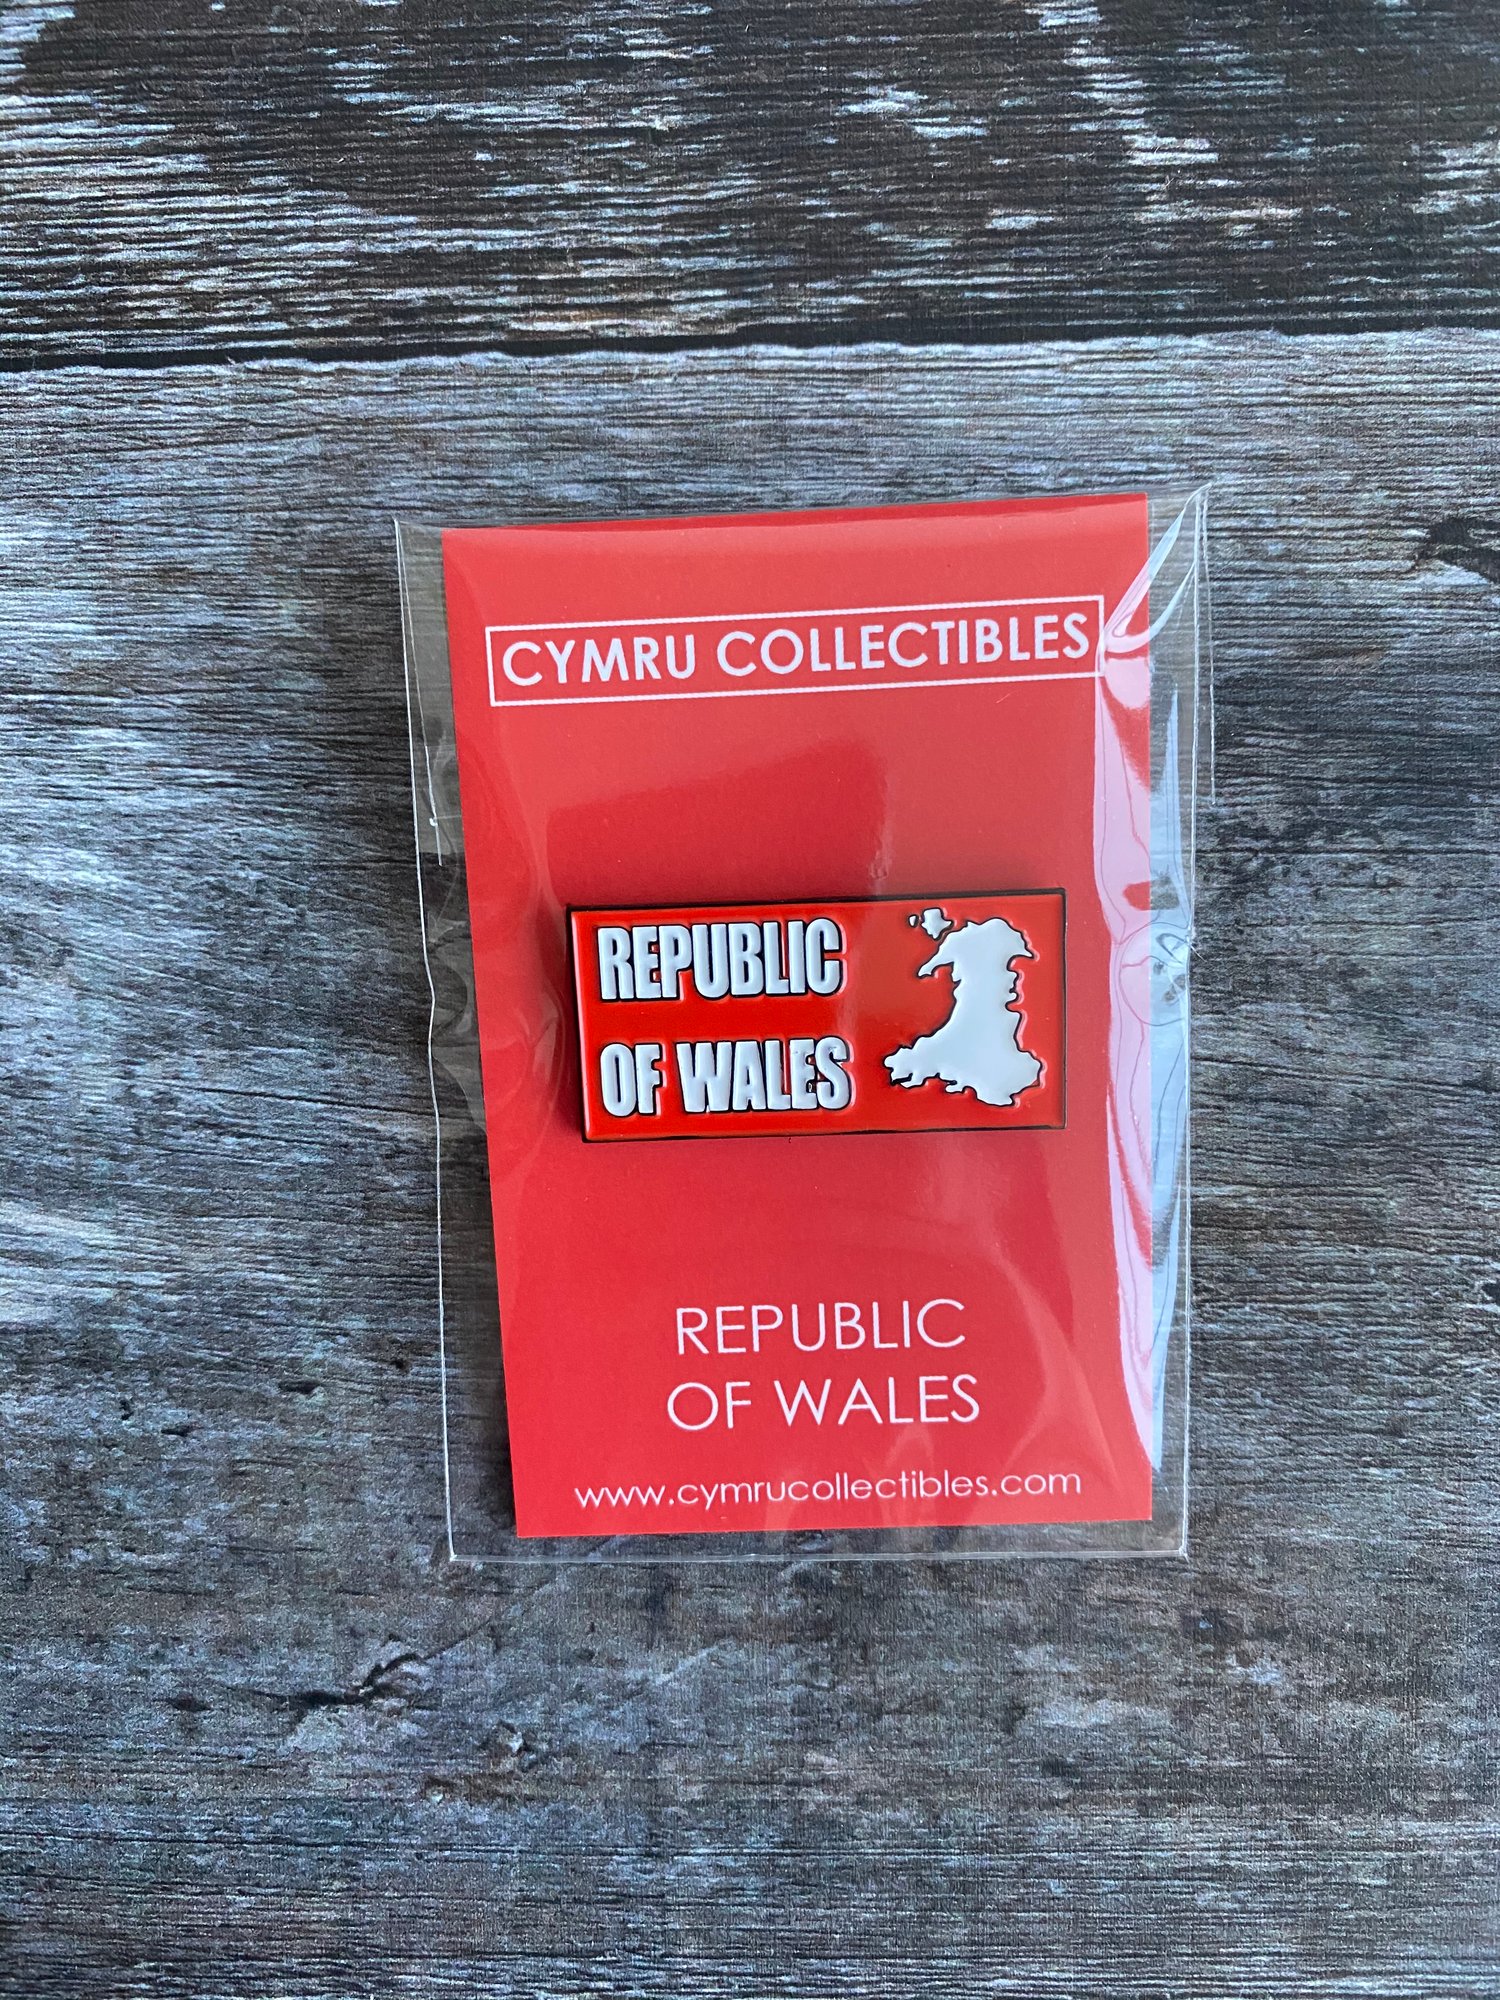 CYMRU COLLECTIBLES
REPUBLIC
OF WALES
REPUBLIC
OF WALES
www.cymrucollectibles.com